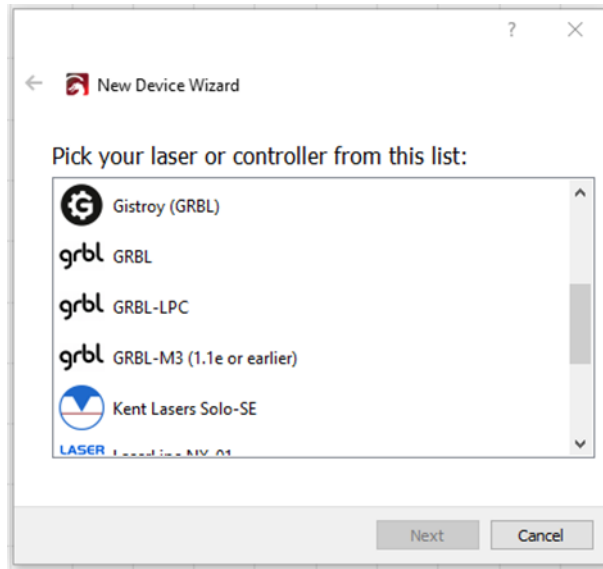 ?
New Device Wizard
Pick your laser or controller from this list:
G Gistroy (GRBL)
grbl GRBL
grbl GRBL-LPC
grbl GRBL-M3 (1.1e or earlier)
Kent Lasers Solo-SE
LASER
Next Cancel